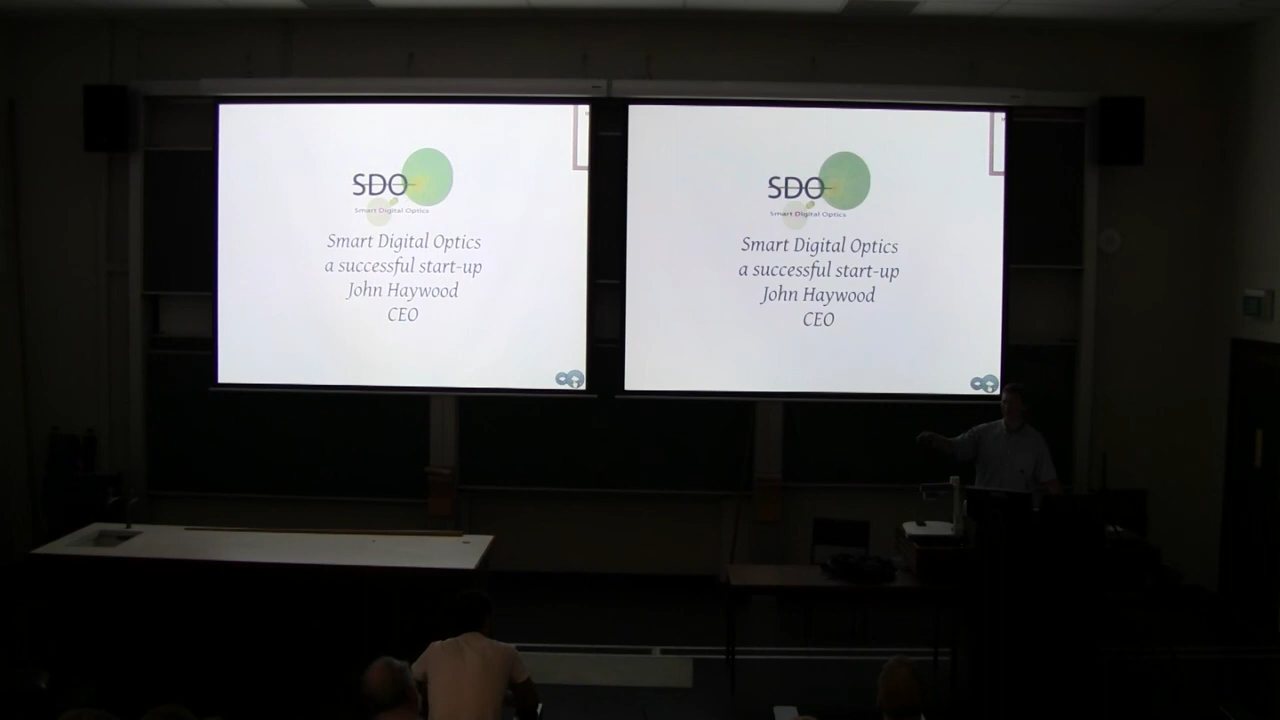 SDO
Smart Digital Optics
Smart Digital Optics
a successful start-up
John Haywood
CEO
SDO
Smart Digital Optics
Smart Digital Optics
a successful start-up
John Haywood
CEO